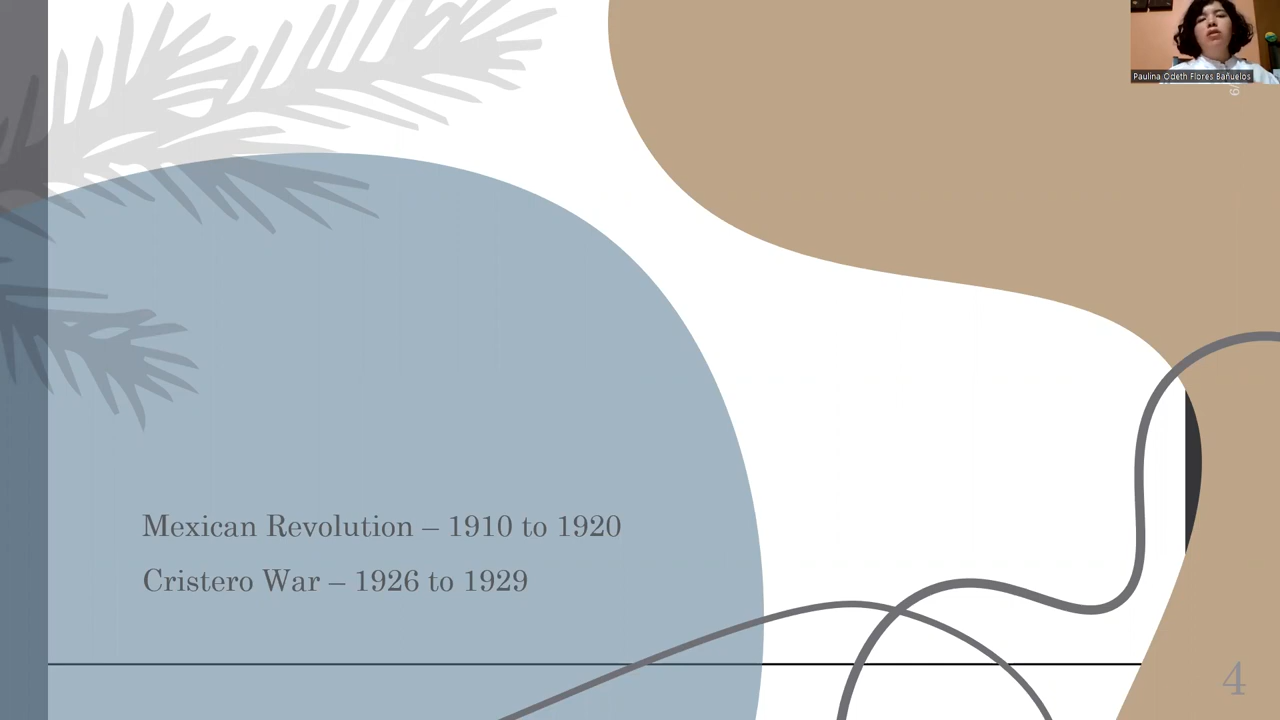 Paulina Odeth Flores Bañuelos
Mexican Revolution – 1910 to 1920
Cristero War – 1926 to 1929
4